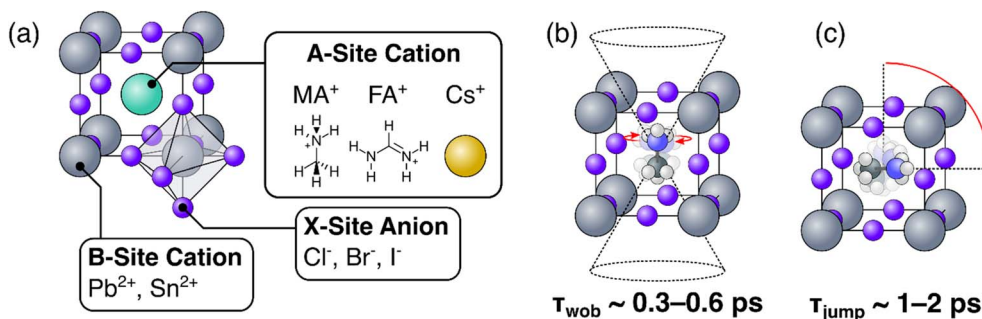 (a)
A-Site Cation
MA⁺ FA⁺ Cs⁺
H
H N H
+
C
H H
H
H
H N N H
+
H H
X-Site Anion
Cl⁻, Br⁻, I⁻
B-Site Cation
Pb²⁺, Sn²⁺
(b)
τwob ~ 0.3–0.6 ps
(c)
τjump ~ 1–2 ps